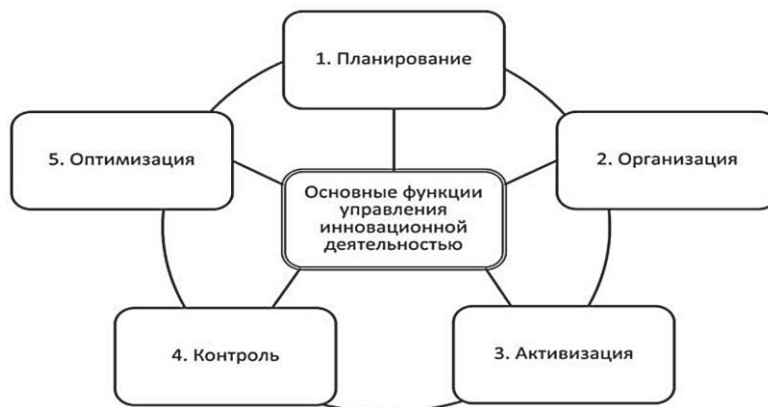 1. Планирование
5. Оптимизация
2. Организация
Основные функции
управления
инновационной
деятельностью
4. Контроль
3. Активизация